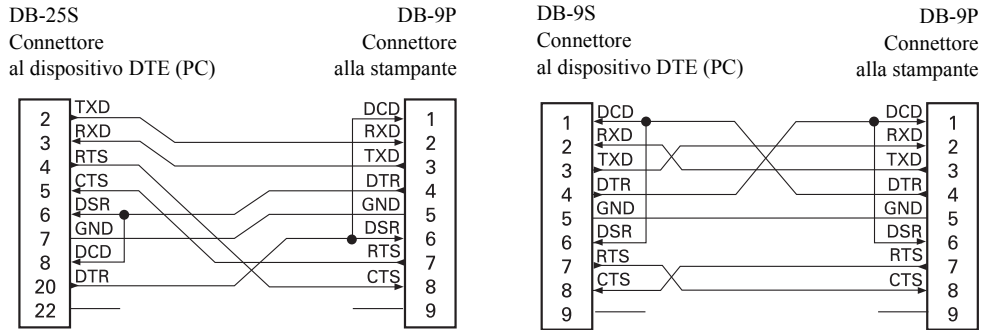 DB-25S
Connettore
al dispositivo DTE (PC)
DB-9P
Connettore
alla stampante
2 TXD DCD 1
3 RXD RXD 2
4 RTS TXD 3
5 CTS DTR 4
6 DSR GND 5
7 GND DSR 6
8 DCD RTS 7
20 DTR CTS 8
22 9
DB-9S
Connettore
al dispositivo DTE (PC)
DB-9P
Connettore
alla stampante
1 DCD DCD 1
2 RXD RXD 2
3 TXD TXD 3
4 DTR DTR 4
5 GND GND 5
6 DSR DSR 6
7 RTS RTS 7
8 CTS CTS 8
9 9